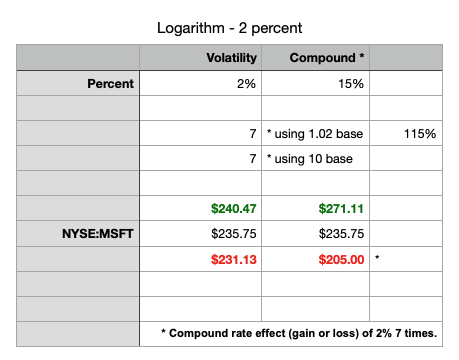 Logarithm - 2 percent
Volatility Compound *
Percent 2% 15%
7 * using 1.02 base 115%
7 * using 10 base
$240.47 $271.11
NYSE:MSFT $235.75 $235.75
$231.13 $205.00 *
* Compound rate effect (gain or loss) of 2% 7 times.